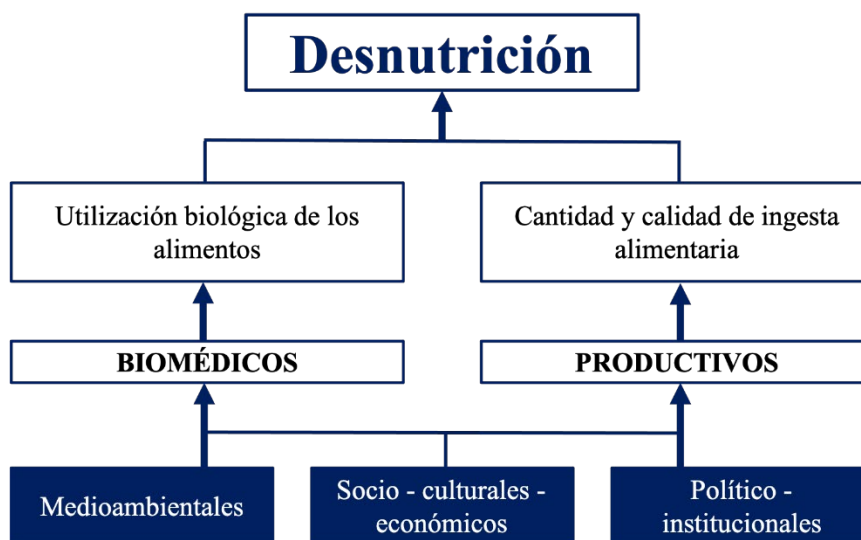 Desnutrición
Utilización biológica de los
alimentos
Cantidad y calidad de ingesta
alimentaria
BIOMÉDICOS
PRODUCTIVOS
Medioambientales
Socio - culturales -
económicos
Político -
institucionales